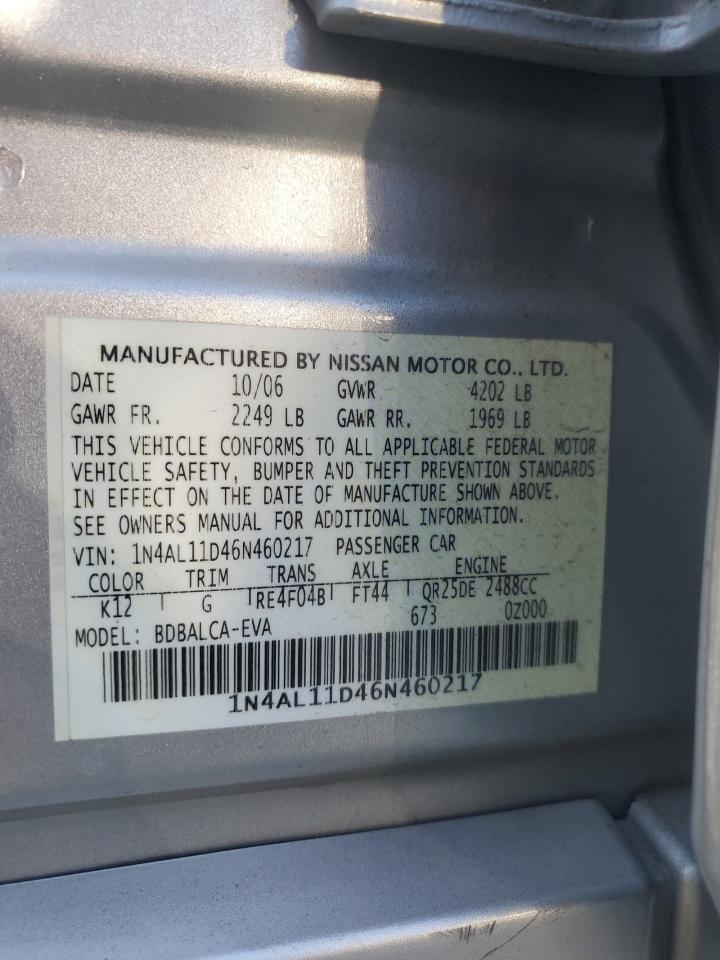 MANUFACTURED BY NISSAN MOTOR CO., LTD.
DATE 10/06 GVWR 4202 LB
GAWR FR. 2249 LB GAWR RR. 1969 LB
THIS VEHICLE CONFORMS TO ALL APPLICABLE FEDERAL MOTOR
VEHICLE SAFETY, BUMPER AND THEFT PREVENTION STANDARDS
IN EFFECT ON THE DATE OF MANUFACTURE SHOWN ABOVE.
SEE OWNERS MANUAL FOR ADDITIONAL INFORMATION.
VIN: 1N4AL11D46N460217 PASSENGER CAR
COLOR TRIM TRANS AXLE ENGINE
K12 G RE4F04B FT44 QR25DE 2488CC
MODEL: BDBALCA-EVA 673 0Z000
1N4AL11D46N460217